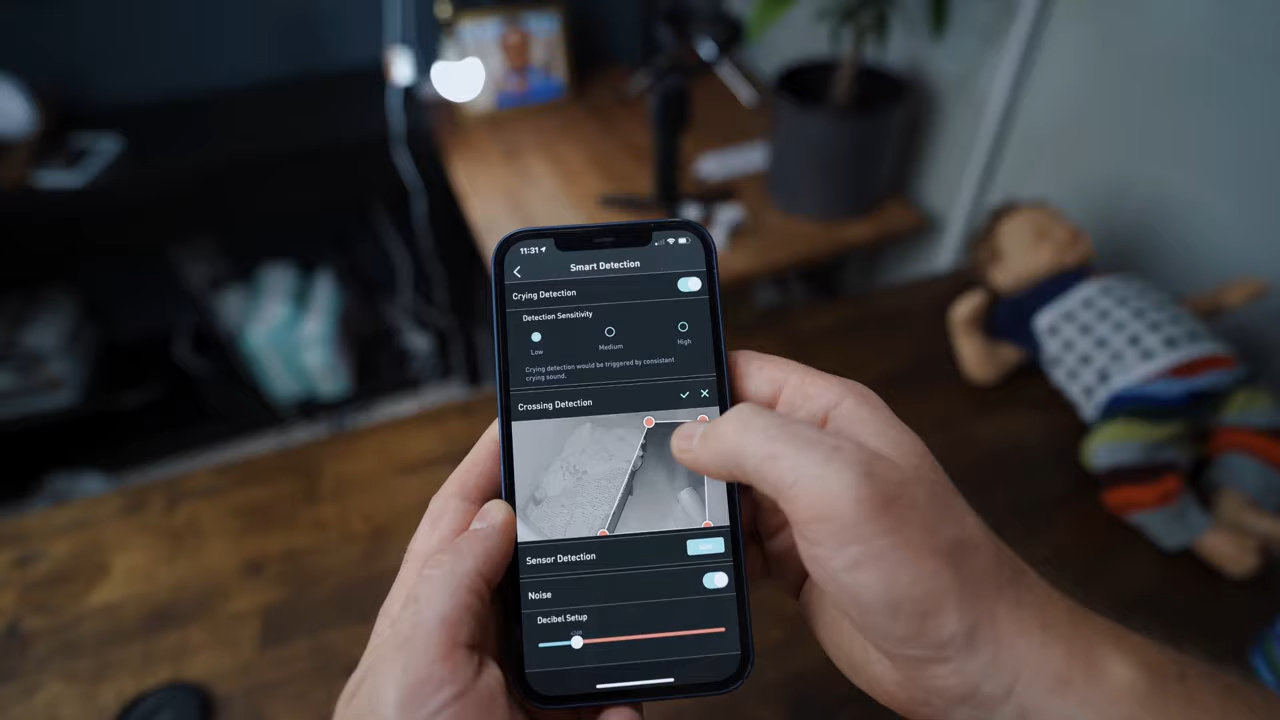 11:31
Smart Detection
Crying Detection
Detection Sensitivity
Low
Medium
High
Crying detection would be triggered by consistant
crying sound.
Crossing Detection
Sensor Detection
Noise
Decibel Setup